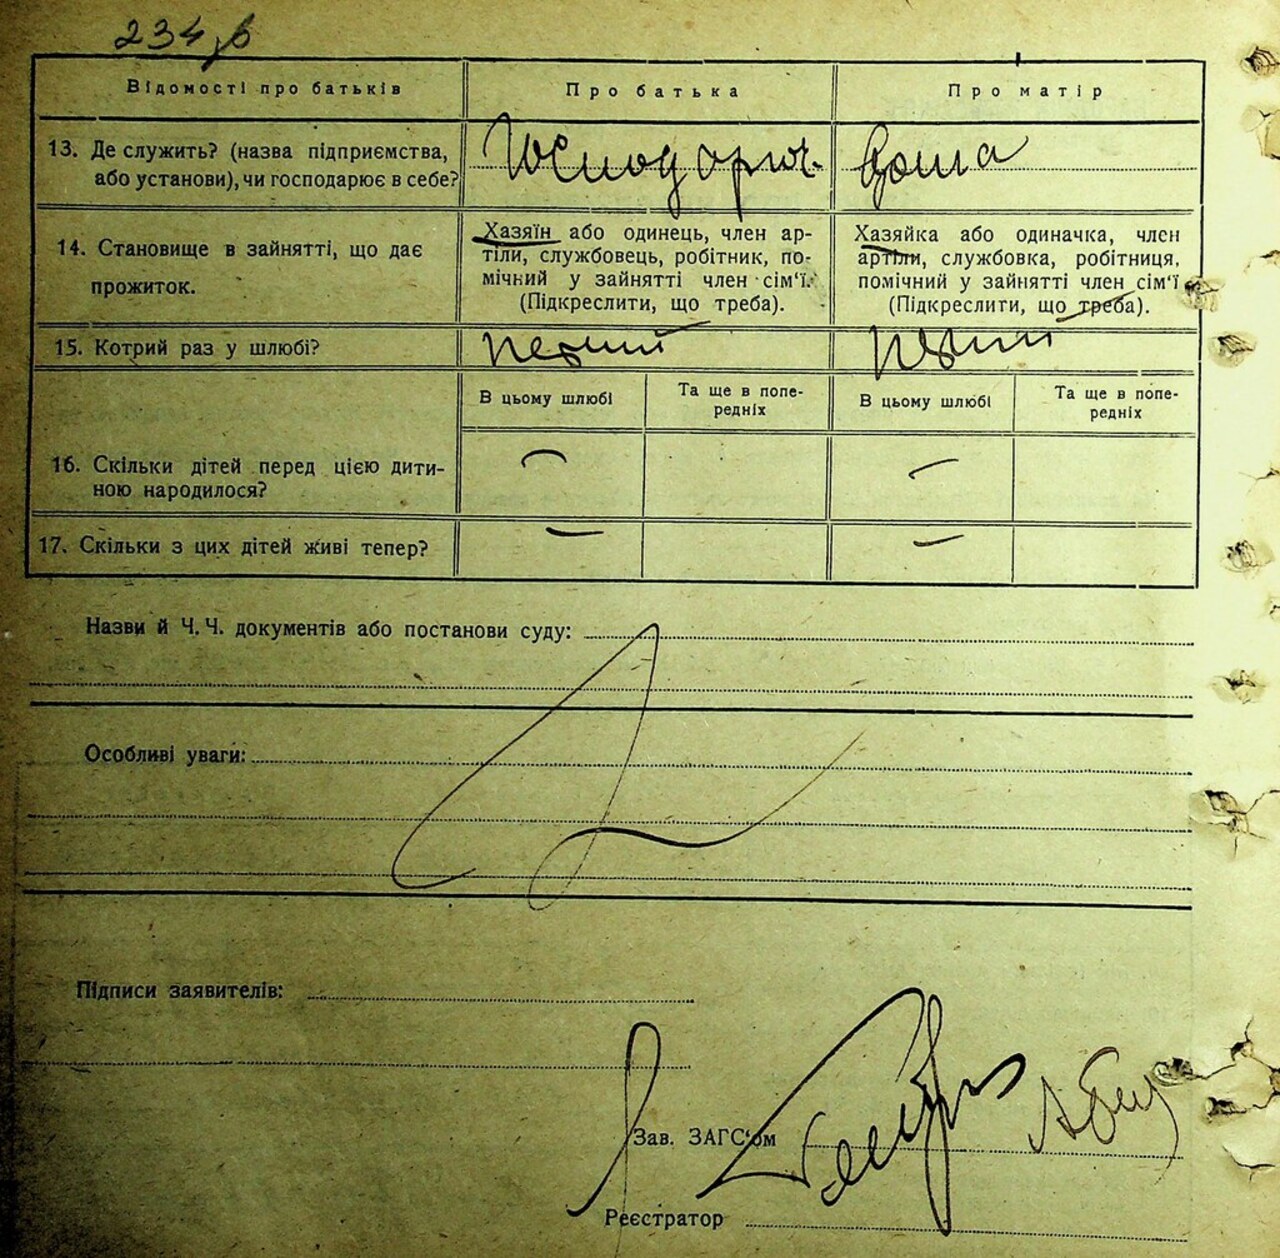 234,в
Відомості про батьків
Про батька
Про матір
13. Де служить? (назва підприємства,
або установи), чи господарює в себе?
Господарює
дома
14. Становище в зайнятті, що дає
прожиток.
Хазяїн або одинець, член ар-
тіли, службовець, робітник, по-
мічний у зайнятті член сім‘ї.
(Підкреслити, що треба).
Хазяйка або одиначка, член
артіли, службовка, робітниця,
помічний у зайнятті член сім‘ї
(Підкреслити, що треба).
15. Котрий раз у шлюбі?
перший
перший
В цьому шлюбі
Та ще в попе-
редніх
В цьому шлюбі
Та ще в попе-
редніх
16. Скільки дітей перед цією дити-
ною народилося?
—
—
17. Скільки з цих дітей живі тепер?
—
—
Назви й Ч. Ч. документів або постанови суду:
Особливі уваги:
Підписи заявителів:
Зав. ЗАГС‘ом
Реєстратор